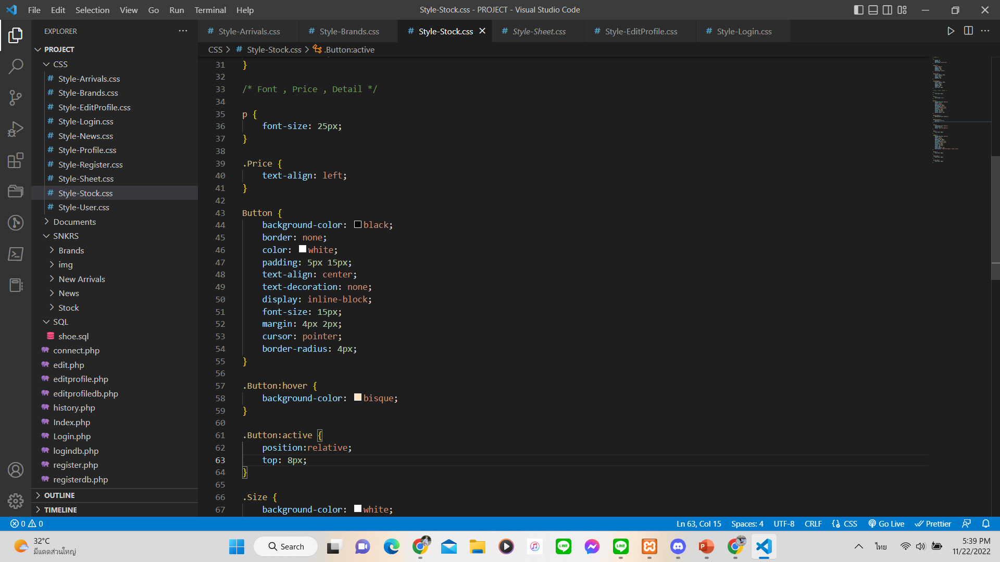 File Edit Selection View Go Run Terminal Help
Style-Stock.css - PROJECT - Visual Studio Code
EXPLORER
PROJECT
CSS
Style-Arrivals.css
Style-Brands.css
Style-EditProfile.css
Style-Login.css
Style-News.css
Style-Profile.css
Style-Register.css
Style-Sheet.css
Style-Stock.css
Style-User.css
Documents
SNKRS
Brands
img
New Arrivals
News
Stock
SQL
shoe.sql
connect.php
edit.php
editprofile.php
editprofiledb.php
history.php
Index.php
Login.php
logindb.php
register.php
registerdb.php
OUTLINE
TIMELINE
# Style-Arrivals.css # Style-Brands.css # Style-Stock.css # Style-Sheet.css # Style-EditProfile.css # Style-Login.css
CSS > # Style-Stock.css > .Button:active
31 }
32
33 /* Font , Price , Detail */
34
35 p {
36 font-size: 25px;
37 }
38
39 .Price {
40 text-align: left;
41 }
42
43 Button {
44 background-color: black;
45 border: none;
46 color: white;
47 padding: 5px 15px;
48 text-align: center;
49 text-decoration: none;
50 display: inline-block;
51 font-size: 15px;
52 margin: 4px 2px;
53 cursor: pointer;
54 border-radius: 4px;
55 }
56
57 .Button:hover {
58 background-color: bisque;
59 }
60
61 .Button:active {
62 position:relative;
63 top: 8px;
64 }
65
66 .Size {
67 background-color: white;
0 0
Ln 63, Col 15 Spaces: 4 UTF-8 CRLF {} CSS Go Live Prettier
32°C
มีแดดส่วนใหญ่
Search
LINE
LINE
ไทย
5:39 PM
11/22/2022